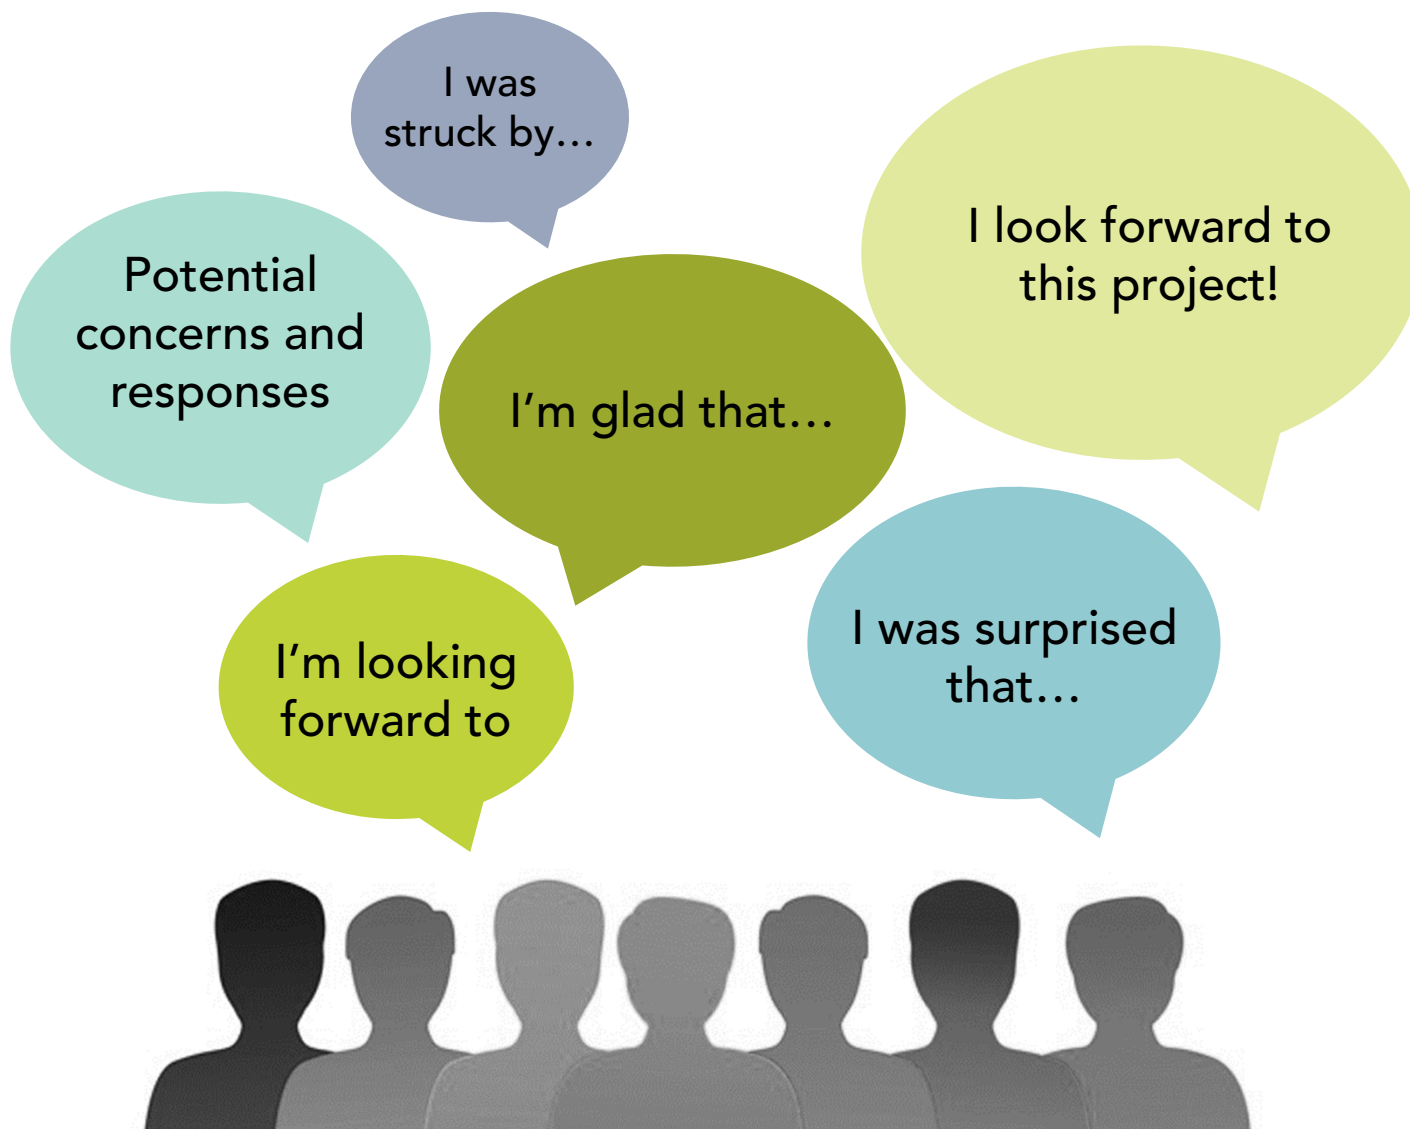 I was
struck by…
I look forward to
this project!
Potential
concerns and
responses
I’m glad that…
I was surprised
that…
I’m looking
forward to